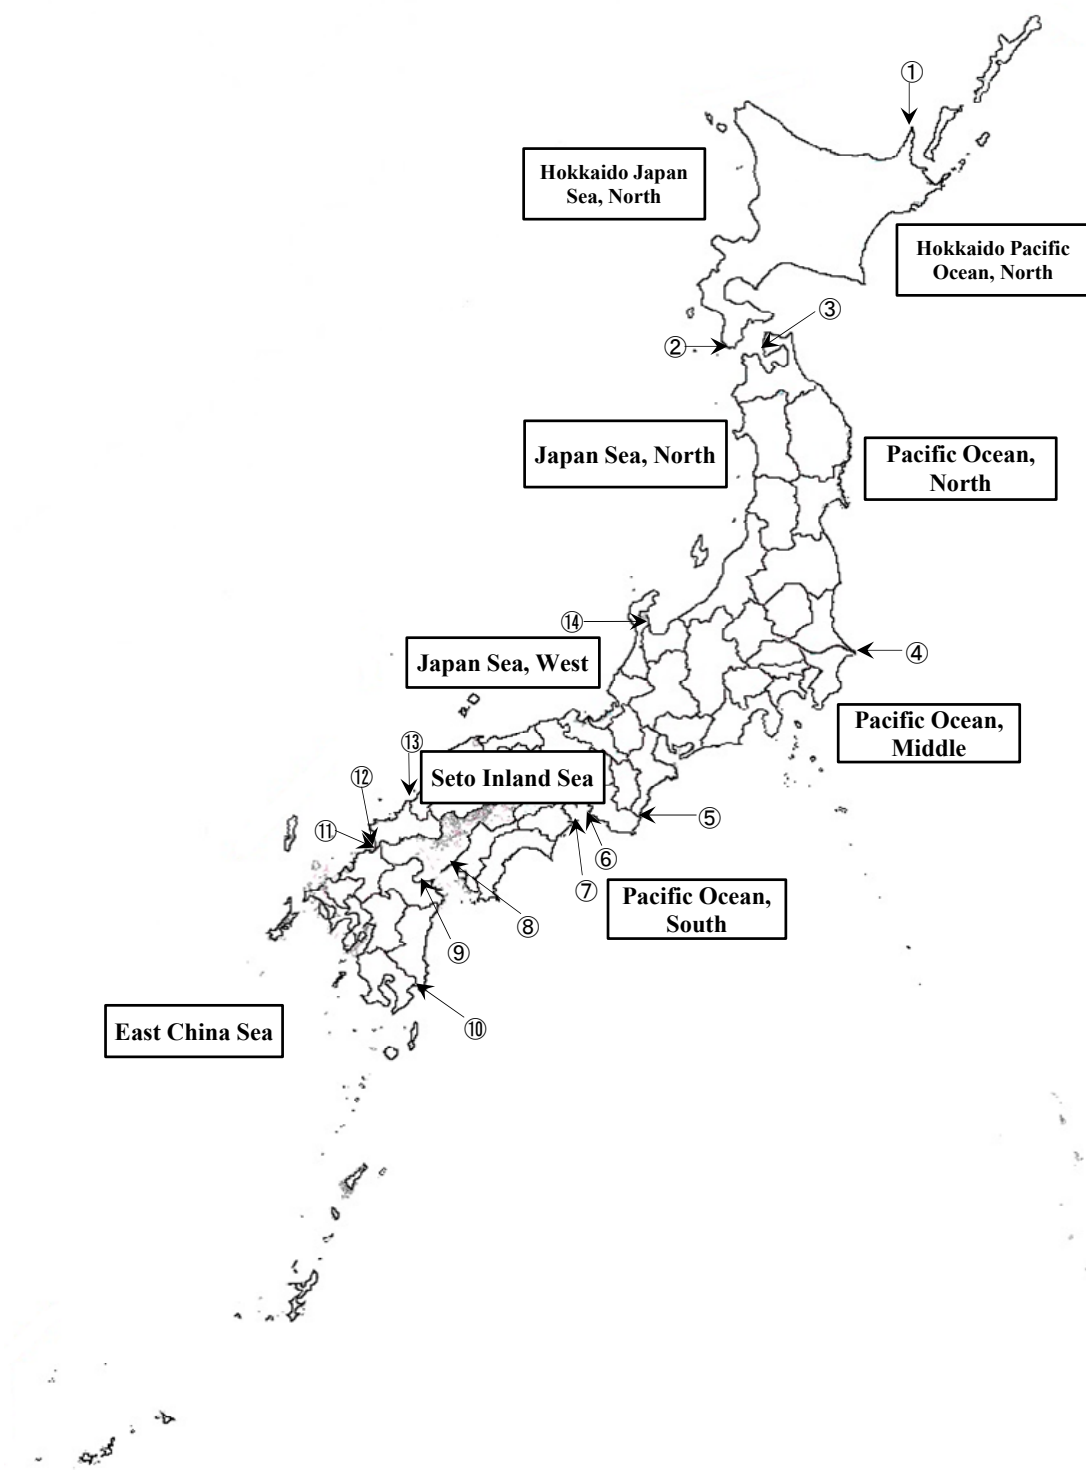 ①
Hokkaido Japan
Sea, North
Hokkaido Pacific
Ocean, North
③
②
Japan Sea, North
Pacific Ocean,
North
⑭
④
Japan Sea, West
Pacific Ocean,
Middle
⑬
Seto Inland Sea
⑫
⑪
⑤
⑥
⑦
Pacific Ocean,
South
⑧
⑨
⑩
East China Sea